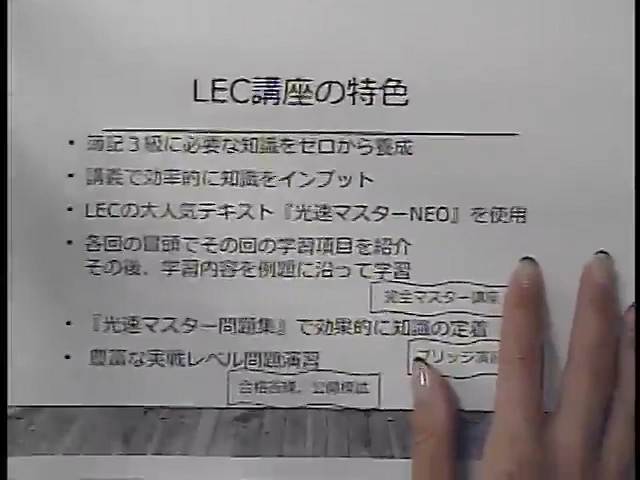 LEC講座の特色
・簿記3級に必要な知識をゼロから養成
・講義で効率的に知識をインプット
・LECの大人気テキスト『光速マスターNEO』を使用
・各回の冒頭でその回の学習項目を紹介
その後、学習内容を例題に沿って学習
完全マスター講座
・『光速マスター問題集』で効果的に知識の定着
・豊富な実戦レベル問題演習
ブリッジ演
公開模試